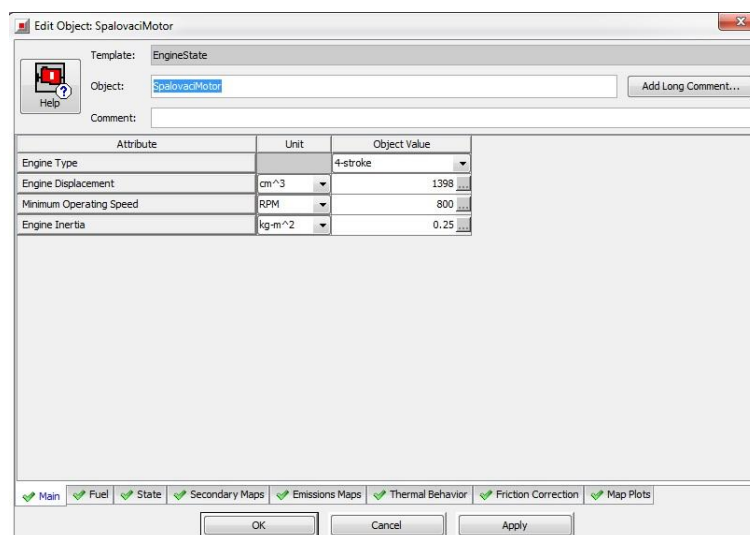 Edit Object: SpalovaciMotor
Template: EngineState
Help
Object: SpalovaciMotor Add Long Comment...
Comment:
Attribute Unit Object Value
Engine Type 4-stroke
Engine Displacement cm^3 1398 ...
Minimum Operating Speed RPM 800 ...
Engine Inertia kg-m^2 0.25 ...
Main Fuel State Secondary Maps Emissions Maps Thermal Behavior Friction Correction Map Plots
OK Cancel Apply